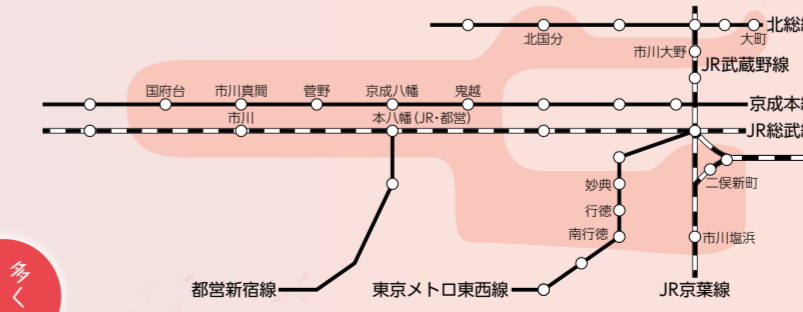 北総線
北国分
大町
市川大野
JR武蔵野線
国府台
市川真間
菅野
京成八幡
鬼越
京成本線
市川
本八幡(JR・都営)
JR総武線
妙典
二俣新町
行徳
南行徳
市川塩浜
都営新宿線
東京メトロ東西線
JR京葉線
多く